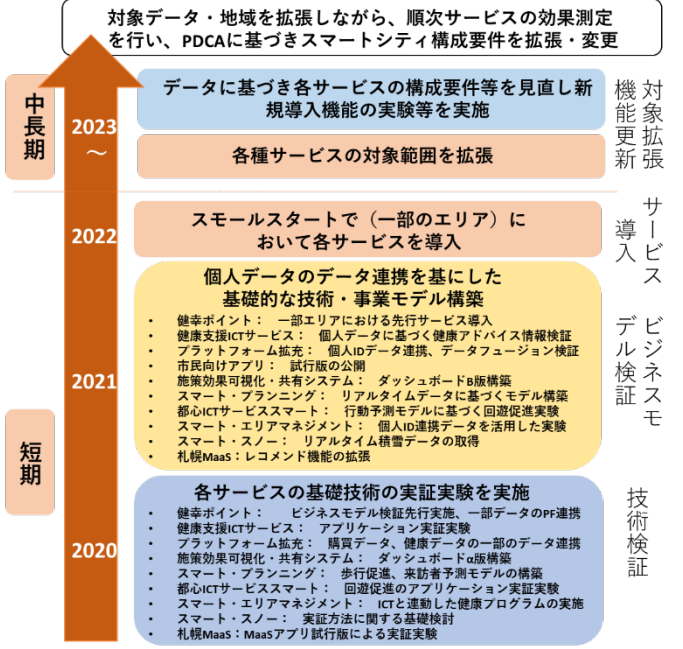 対象データ・地域を拡張しながら、順次サービスの効果測定
を行い、PDCAに基づきスマートシティ構成要件を拡張・変更
中長期
2023
～
データに基づき各サービスの構成要件等を見直し新
規導入機能の実験等を実施
各種サービスの対象範囲を拡張
対象拡張
機能更新
2022
スモールスタートで（一部のエリア）に
おいて各サービスを導入
サービス
導入
短期
2021
個人データのデータ連携を基にした
基礎的な技術・事業モデル構築
• 健幸ポイント： 一部エリアにおける先行サービス導入
• 健康支援ICTサービス： 個人データに基づく健康アドバイス情報検証
• プラットフォーム拡充： 個人IDデータ連携、データフュージョン検証
• 市民向けアプリ： 試行版の公開
• 施策効果可視化・共有システム： ダッシュボードΒ版構築
• スマート・プランニング： リアルタイムデータに基づくモデル構築
• 都心ICTサービススマート： 行動予測モデルに基づく回遊促進実験
• スマート・エリアマネジメント： 個人ID連携データを活用した実験
• スマート・スノー： リアルタイム積雪データの取得
• 札幌MaaS：レコメンド機能の拡張
ビジネスモ
デル検証
2020
各サービスの基礎技術の実証実験を実施
• 健幸ポイント： ビジネスモデル検証先行実施、一部データのPF連携
• 健康支援ICTサービス： アプリケーション実証実験
• プラットフォーム拡充： 購買データ、健康データの一部のデータ連携
• 施策効果可視化・共有システム： ダッシュボードα版構築
• スマート・プランニング： 歩行促進、来訪者予測モデルの構築
• 都心ICTサービススマート： 回遊促進のアプリケーション実証実験
• スマート・エリアマネジメント： ICTと連動した健康プログラムの実施
• スマート・スノー： 実証方法に関する基礎検討
• 札幌MaaS：MaaSアプリ試行版による実証実験
技術検証